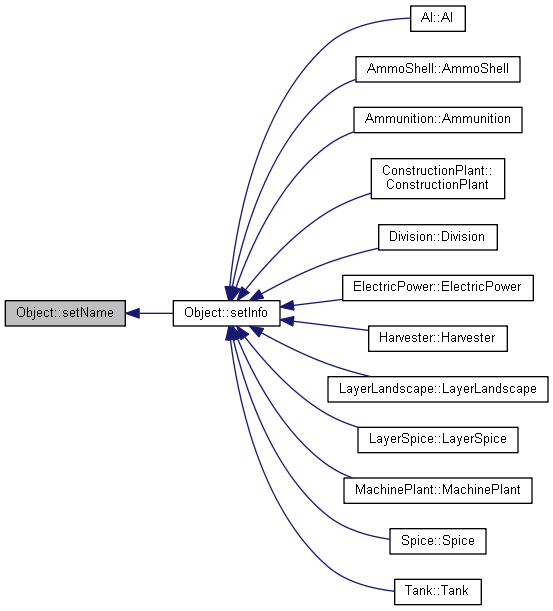 AI::AI
AmmoShell::AmmoShell
Ammunition::Ammunition
ConstructionPlant::
ConstructionPlant
Division::Division
ElectricPower::ElectricPower
Object::setName
Object::setInfo
Harvester::Harvester
LayerLandscape::LayerLandscape
LayerSpice::LayerSpice
MachinePlant::MachinePlant
Spice::Spice
Tank::Tank